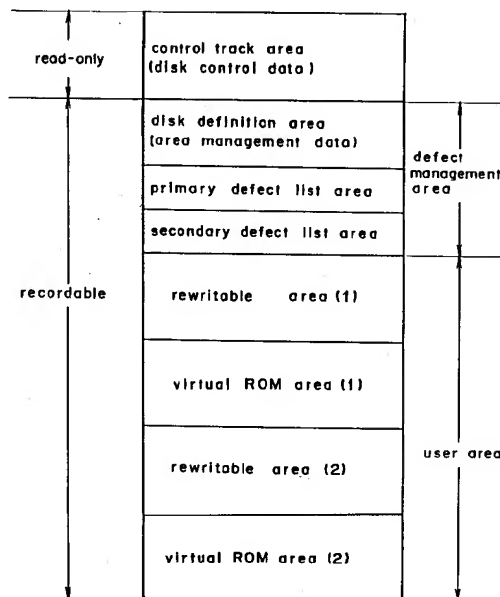 read-only
control track area
(disk control data)
disk definition area
(area management data)
primary defect list area
secondary defect list area
defect
management
area
recordable
rewritable area (1)
virtual ROM area (1)
rewritable area (2)
virtual ROM area (2)
user area